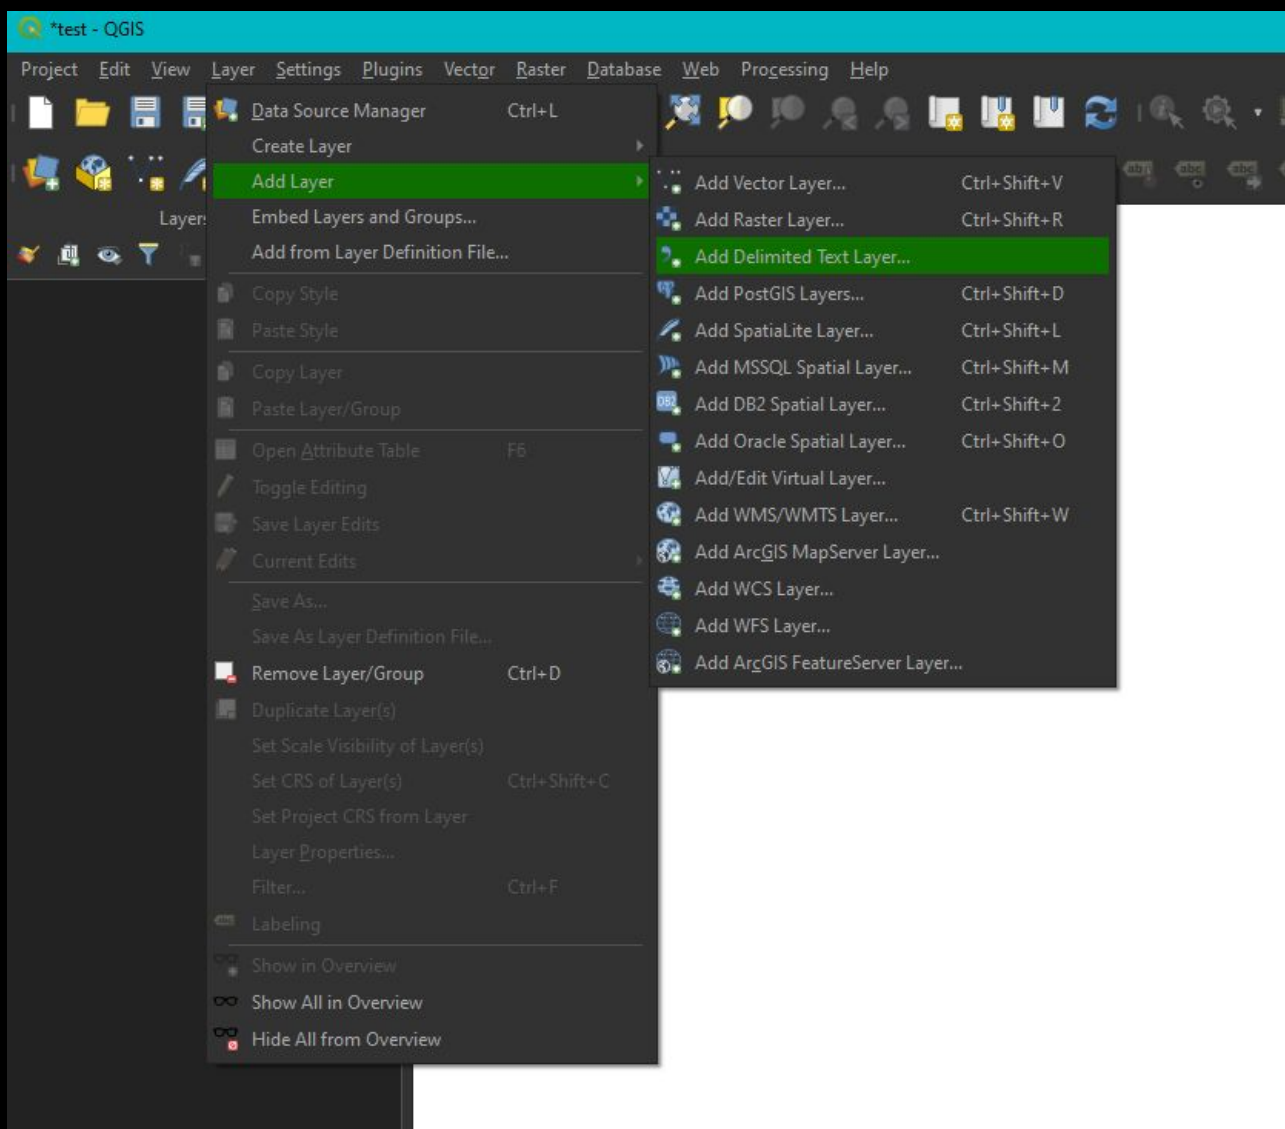 *test - QGIS
Project Edit View Layer Settings Plugins Vector Raster Database Web Processing Help
Data Source Manager Ctrl+L
Create Layer
Add Layer
Embed Layers and Groups...
Add from Layer Definition File...
Copy Style
Paste Style
Copy Layer
Paste Layer/Group
Open Attribute Table F6
Toggle Editing
Save Layer Edits
Current Edits
Save As...
Save As Layer Definition File...
Remove Layer/Group Ctrl+D
Duplicate Layer(s)
Set Scale Visibility of Layer(s)
Set CRS of Layer(s) Ctrl+Shift+C
Set Project CRS from Layer
Layer Properties...
Filter... Ctrl+F
Labeling
Show in Overview
Show All in Overview
Hide All from Overview
Add Vector Layer... Ctrl+Shift+V
Add Raster Layer... Ctrl+Shift+R
Add Delimited Text Layer...
Add PostGIS Layers... Ctrl+Shift+D
Add SpatiaLite Layer... Ctrl+Shift+L
Add MSSQL Spatial Layer... Ctrl+Shift+M
DB2 Add DB2 Spatial Layer... Ctrl+Shift+2
Add Oracle Spatial Layer... Ctrl+Shift+O
Add/Edit Virtual Layer...
Add WMS/WMTS Layer... Ctrl+Shift+W
Add ArcGIS MapServer Layer...
Add WCS Layer...
Add WFS Layer...
Add ArcGIS FeatureServer Layer...
abc abc